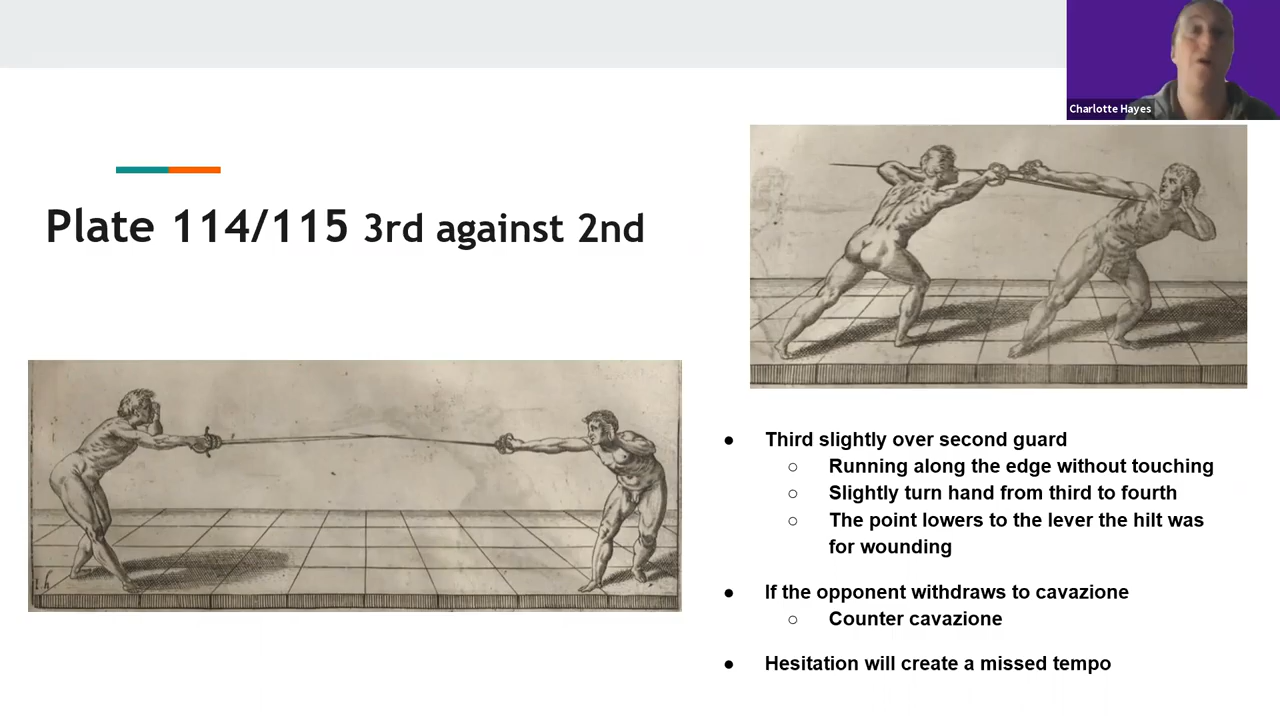 Charlotte Hayes
Plate 114/115 3rd against 2nd
● Third slightly over second guard
○ Running along the edge without touching
○ Slightly turn hand from third to fourth
○ The point lowers to the lever the hilt was
for wounding
● If the opponent withdraws to cavazione
○ Counter cavazione
● Hesitation will create a missed tempo